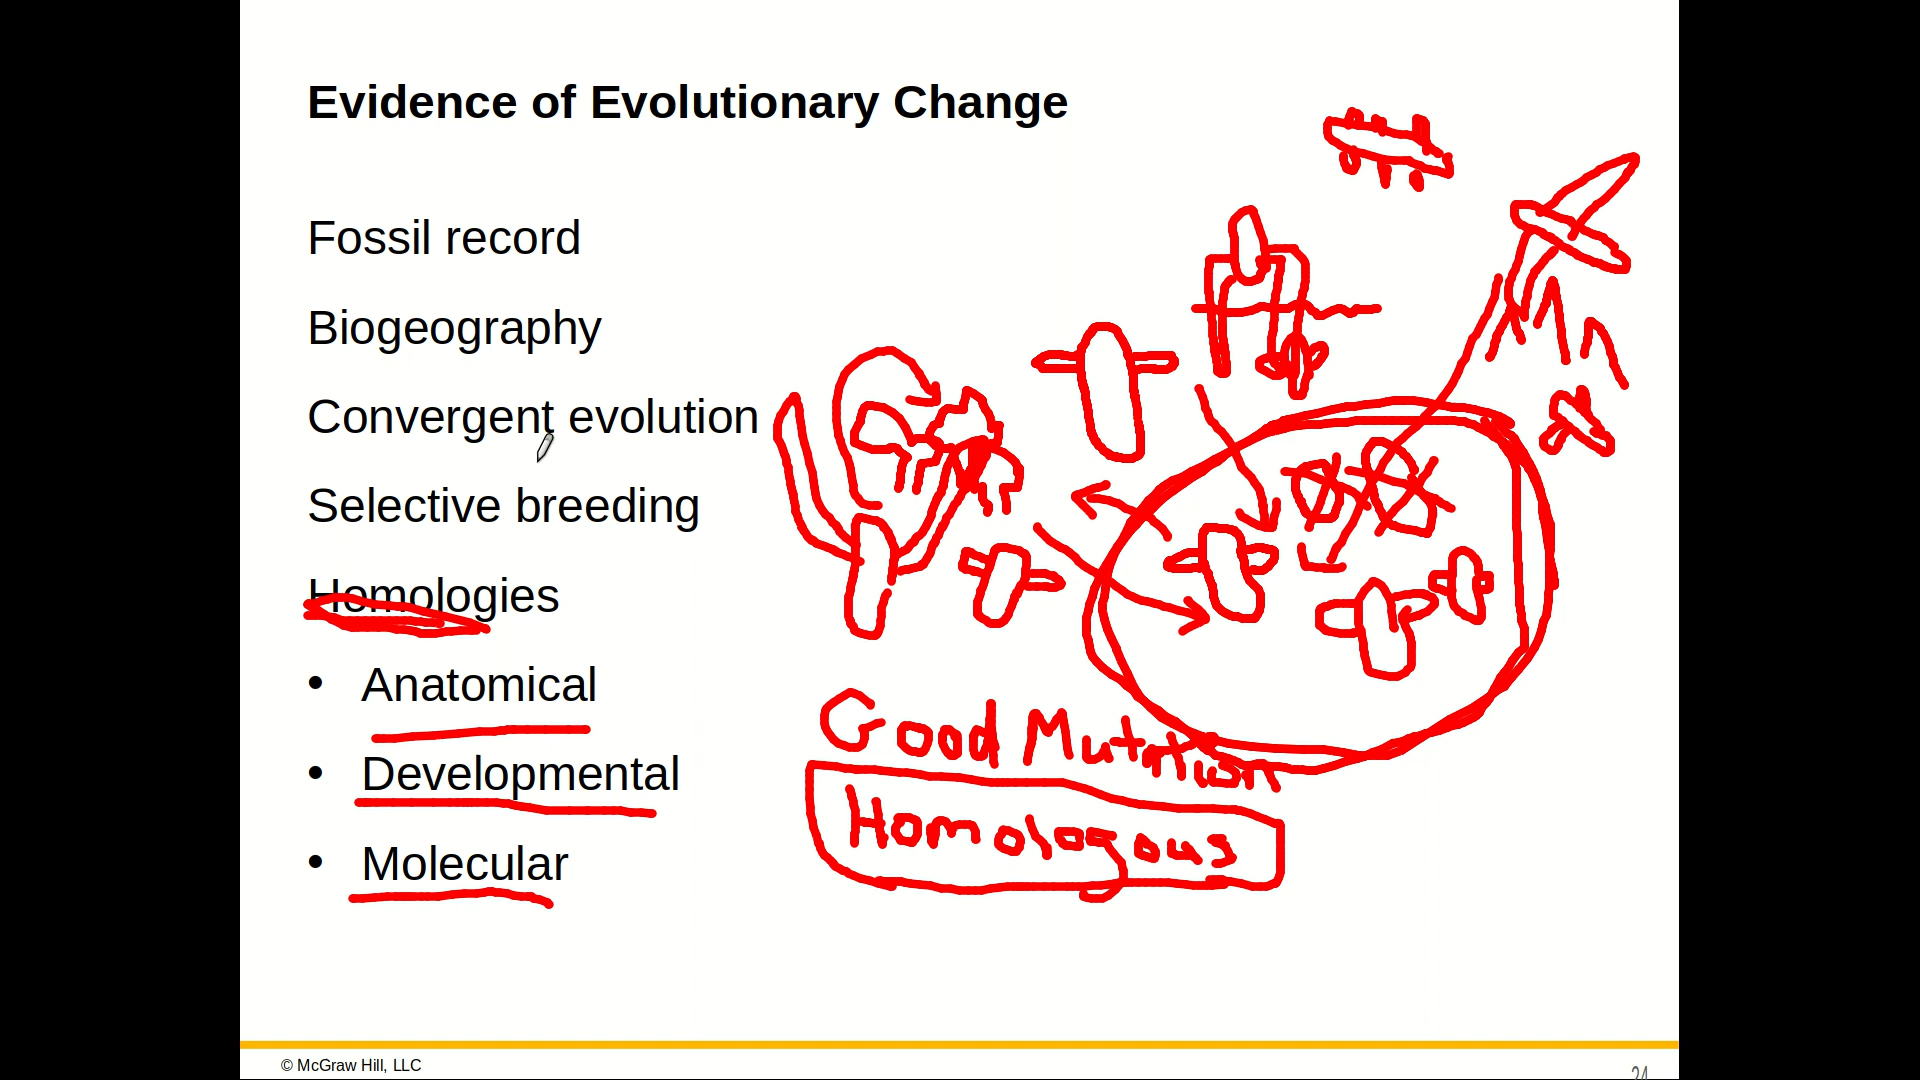 Evidence of Evolutionary Change
Fossil record
Biogeography
Convergent evolution
Selective breeding
Homologies
• Anatomical
• Developmental
• Molecular
Good Mutation
Homologous
© McGraw Hill, LLC
24